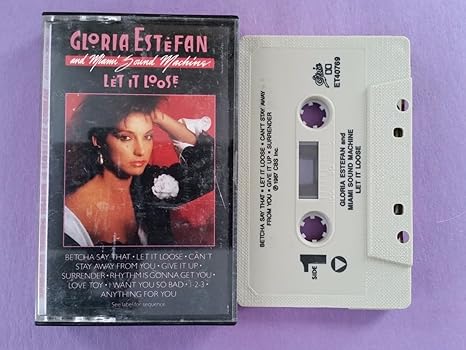 GLORIA ESTEFAN
and Miami Sound Machine
LET IT LOOSE
BETCHA SAY THAT • LET IT LOOSE • CAN'T
STAY AWAY FROM YOU • GIVE IT UP •
SURRENDER • RHYTHM IS GONNA GET YOU •
LOVE TOY • I WANT YOU SO BAD • 1-2-3 •
ANYTHING FOR YOU
See label for sequence.
Epic
ET40769
BETCHA SAY THAT • LET IT LOOSE • CAN'T STAY AWAY
FROM YOU • GIVE IT UP • SURRENDER
℗ 1987 CBS Inc.
GLORIA ESTEFAN and
MIAMI SOUND MACHINE
LET IT LOOSE
SIDE 1